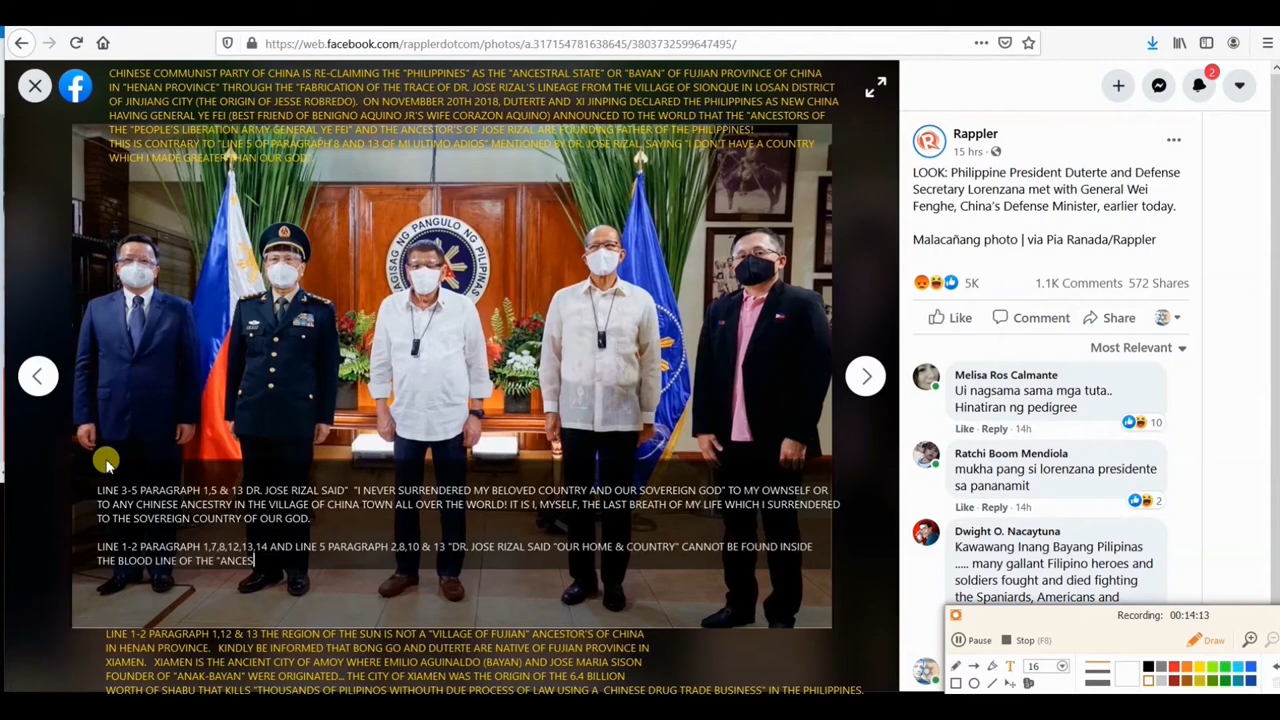 https://web.facebook.com/rapplerdotcom/photos/a.317154781638645/3803732599647495/
CHINESE COMMUNIST PARTY OF CHINA IS RE-CLAIMING THE "PHILIPPINES" AS THE "ANCESTRAL STATE" OR "BAYAN" OF FUJIAN PROVINCE OF CHINA
IN "HENAN PROVINCE" THROUGH THE "FABRICATION OF THE TRACE OF DR. JOSE RIZAL'S LINEAGE FROM THE VILLAGE OF SIONQUE IN LOSAN DISTRICT
OF JINJIANG CITY (THE ORIGIN OF JESSE ROBREDO). ON NOVEMBBER 20TH 2018, DUTERTE AND XI JINPING DECLARED THE PHILIPPINES AS NEW CHINA
HAVING GENERAL YE FEI (BEST FRIEND OF BENIGNO AQUINO JR'S WIFE CORAZON AQUINO) ANNOUNCED TO THE WORLD THAT THE "ANCESTORS OF
THE "PEOPLE'S LIBERATION ARMY GENERAL YE FEI" AND THE ANCESTOR'S OF JOSE RIZAL ARE FOUNDING FATHER OF THE PHILIPPINES!
THIS IS CONTRARY TO "LINE 5 OF PARAGRAPH 8 AND 13 OF MI ULTIMO ADIOS" MENTIONED BY DR. JOSE RIZAL, SAYING "I DON'T HAVE A COUNTRY
WHICH I MADE GREATER THAN OUR GOD"
SAGISAG NG PANGULO NG PILIPINAS
LINE 3-5 PARAGRAPH 1,5 & 13 DR. JOSE RIZAL SAID" "I NEVER SURRENDERED MY BELOVED COUNTRY AND OUR SOVEREIGN GOD" TO MY OWNSELF OR
TO ANY CHINESE ANCESTRY IN THE VILLAGE OF CHINA TOWN ALL OVER THE WORLD! IT IS I, MYSELF, THE LAST BREATH OF MY LIFE WHICH I SURRENDERED
TO THE SOVEREIGN COUNTRY OF OUR GOD.
LINE 1-2 PARAGRAPH 1,7,8,12,13,14 AND LINE 5 PARAGRAPH 2,8,10 & 13 "DR. JOSE RIZAL SAID "OUR HOME & COUNTRY" CANNOT BE FOUND INSIDE
THE BLOOD LINE OF THE "ANCES
LINE 1-2 PARAGRAPH 1,12 & 13 THE REGION OF THE SUN IS NOT A "VILLAGE OF FUJIAN" ANCESTOR'S OF CHINA
IN HENAN PROVINCE. KINDLY BE INFORMED THAT BONG GO AND DUTERTE ARE NATIVE OF FUJIAN PROVINCE IN
XIAMEN. XIAMEN IS THE ANCIENT CITY OF AMOY WHERE EMILIO AGUINALDO (BAYAN) AND JOSE MARIA SISON
FOUNDER OF "ANAK-BAYAN" WERE ORIGINATED... THE CITY OF XIAMEN WAS THE ORIGIN OF THE 6.4 BILLION
WORTH OF SHABU THAT KILLS "THOUSANDS OF PILIPINOS WITHOUTH DUE PROCESS OF LAW USING A CHINESE DRUG TRADE BUSINESS" IN THE PHILIPPINES.
2
Rappler
15 hrs
LOOK: Philippine President Duterte and Defense
Secretary Lorenzana met with General Wei
Fenghe, China's Defense Minister, earlier today.
Malacañang photo | via Pia Ranada/Rappler
5K
1.1K Comments 572 Shares
Like Comment Share
Most Relevant
Melisa Ros Calmante
Ui nagsama sama mga tuta..
Hinatiran ng pedigree
10
Like · Reply · 14h
Ratchi Boom Mendiola
mukha pang si lorenzana presidente
sa pananamit
2
Like · Reply · 14h
Dwight O. Nacaytuna
Kawawang Inang Bayang Pilipinas
..... many gallant Filipino heroes and
soldiers fought and died fighting
the Spaniards, Americans and
Recording: 00:14:13
Pause Stop (F8) Draw
T 16